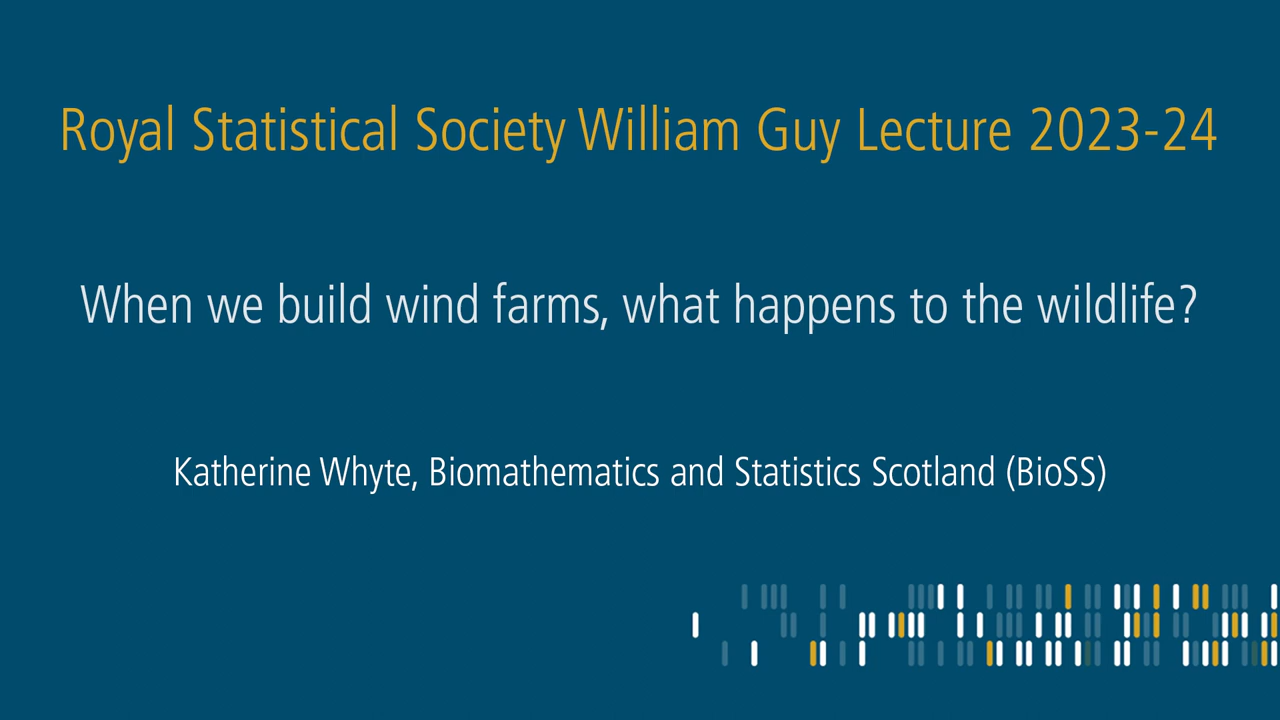 Royal Statistical Society William Guy Lecture 2023-24
When we build wind farms, what happens to the wildlife?
Katherine Whyte, Biomathematics and Statistics Scotland (BioSS)